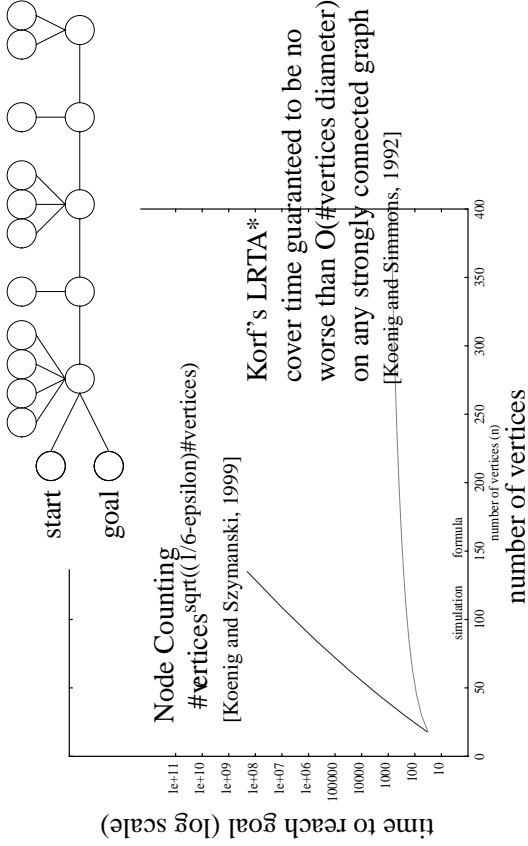 start
goal
Node Counting
#vertices^sqrt((1/6-epsilon)#vertices)
[Koenig and Szymanski, 1999]
Korf's LRTA*
cover time guaranteed to be no
worse than O(#vertices diameter)
on any strongly connected graph
[Koenig and Simmons, 1992]
time to reach goal (log scale)
1e+11
1e+10
1e+09
1e+08
1e+07
1e+06
100000
10000
1000
100
10
simulation
formula
0
50
100
150
200
250
300
350
400
number of vertices (n)
number of vertices